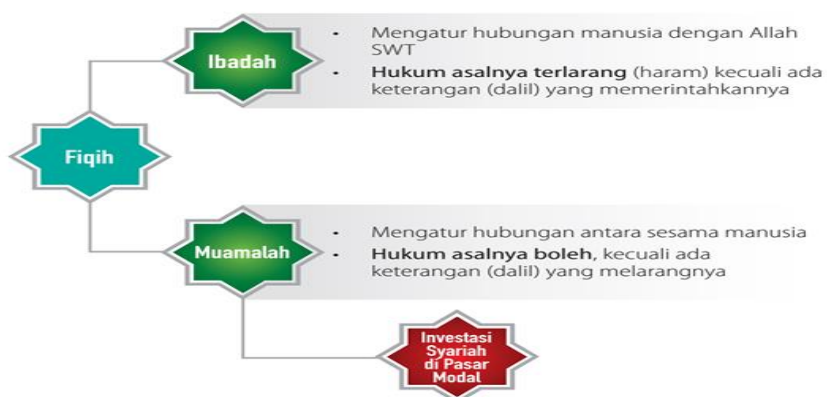 Ibadah
• Mengatur hubungan manusia dengan Allah
SWT
• Hukum asalnya terlarang (haram) kecuali ada
keterangan (dalil) yang memerintahkannya
Fiqih
Muamalah
• Mengatur hubungan antara sesama manusia
• Hukum asalnya boleh, kecuali ada
keterangan (dalil) yang melarangnya
Investasi
Syariah
di Pasar
Modal